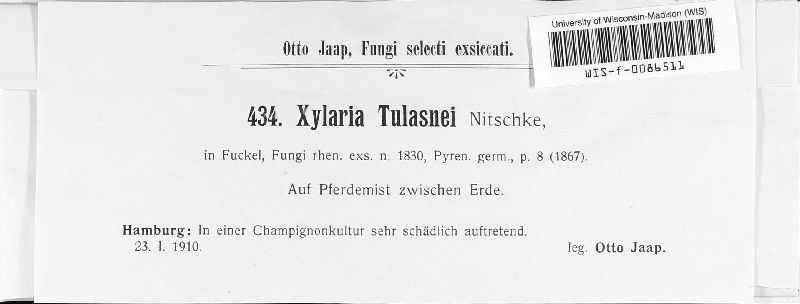 University of Wisconsin-Madison (WIS)
WIS-f-0086511
Otto Jaap, Fungi selecti exsiccati.
434. Xylaria Tulasnei Nitschke,
in Fuckel, Fungi rhen. exs. n. 1830, Pyren. germ., p. 8 (1867).
Auf Pferdemist zwischen Erde.
Hamburg: In einer Champignonkultur sehr schädlich auftretend.
23. I. 1910. leg. Otto Jaap.